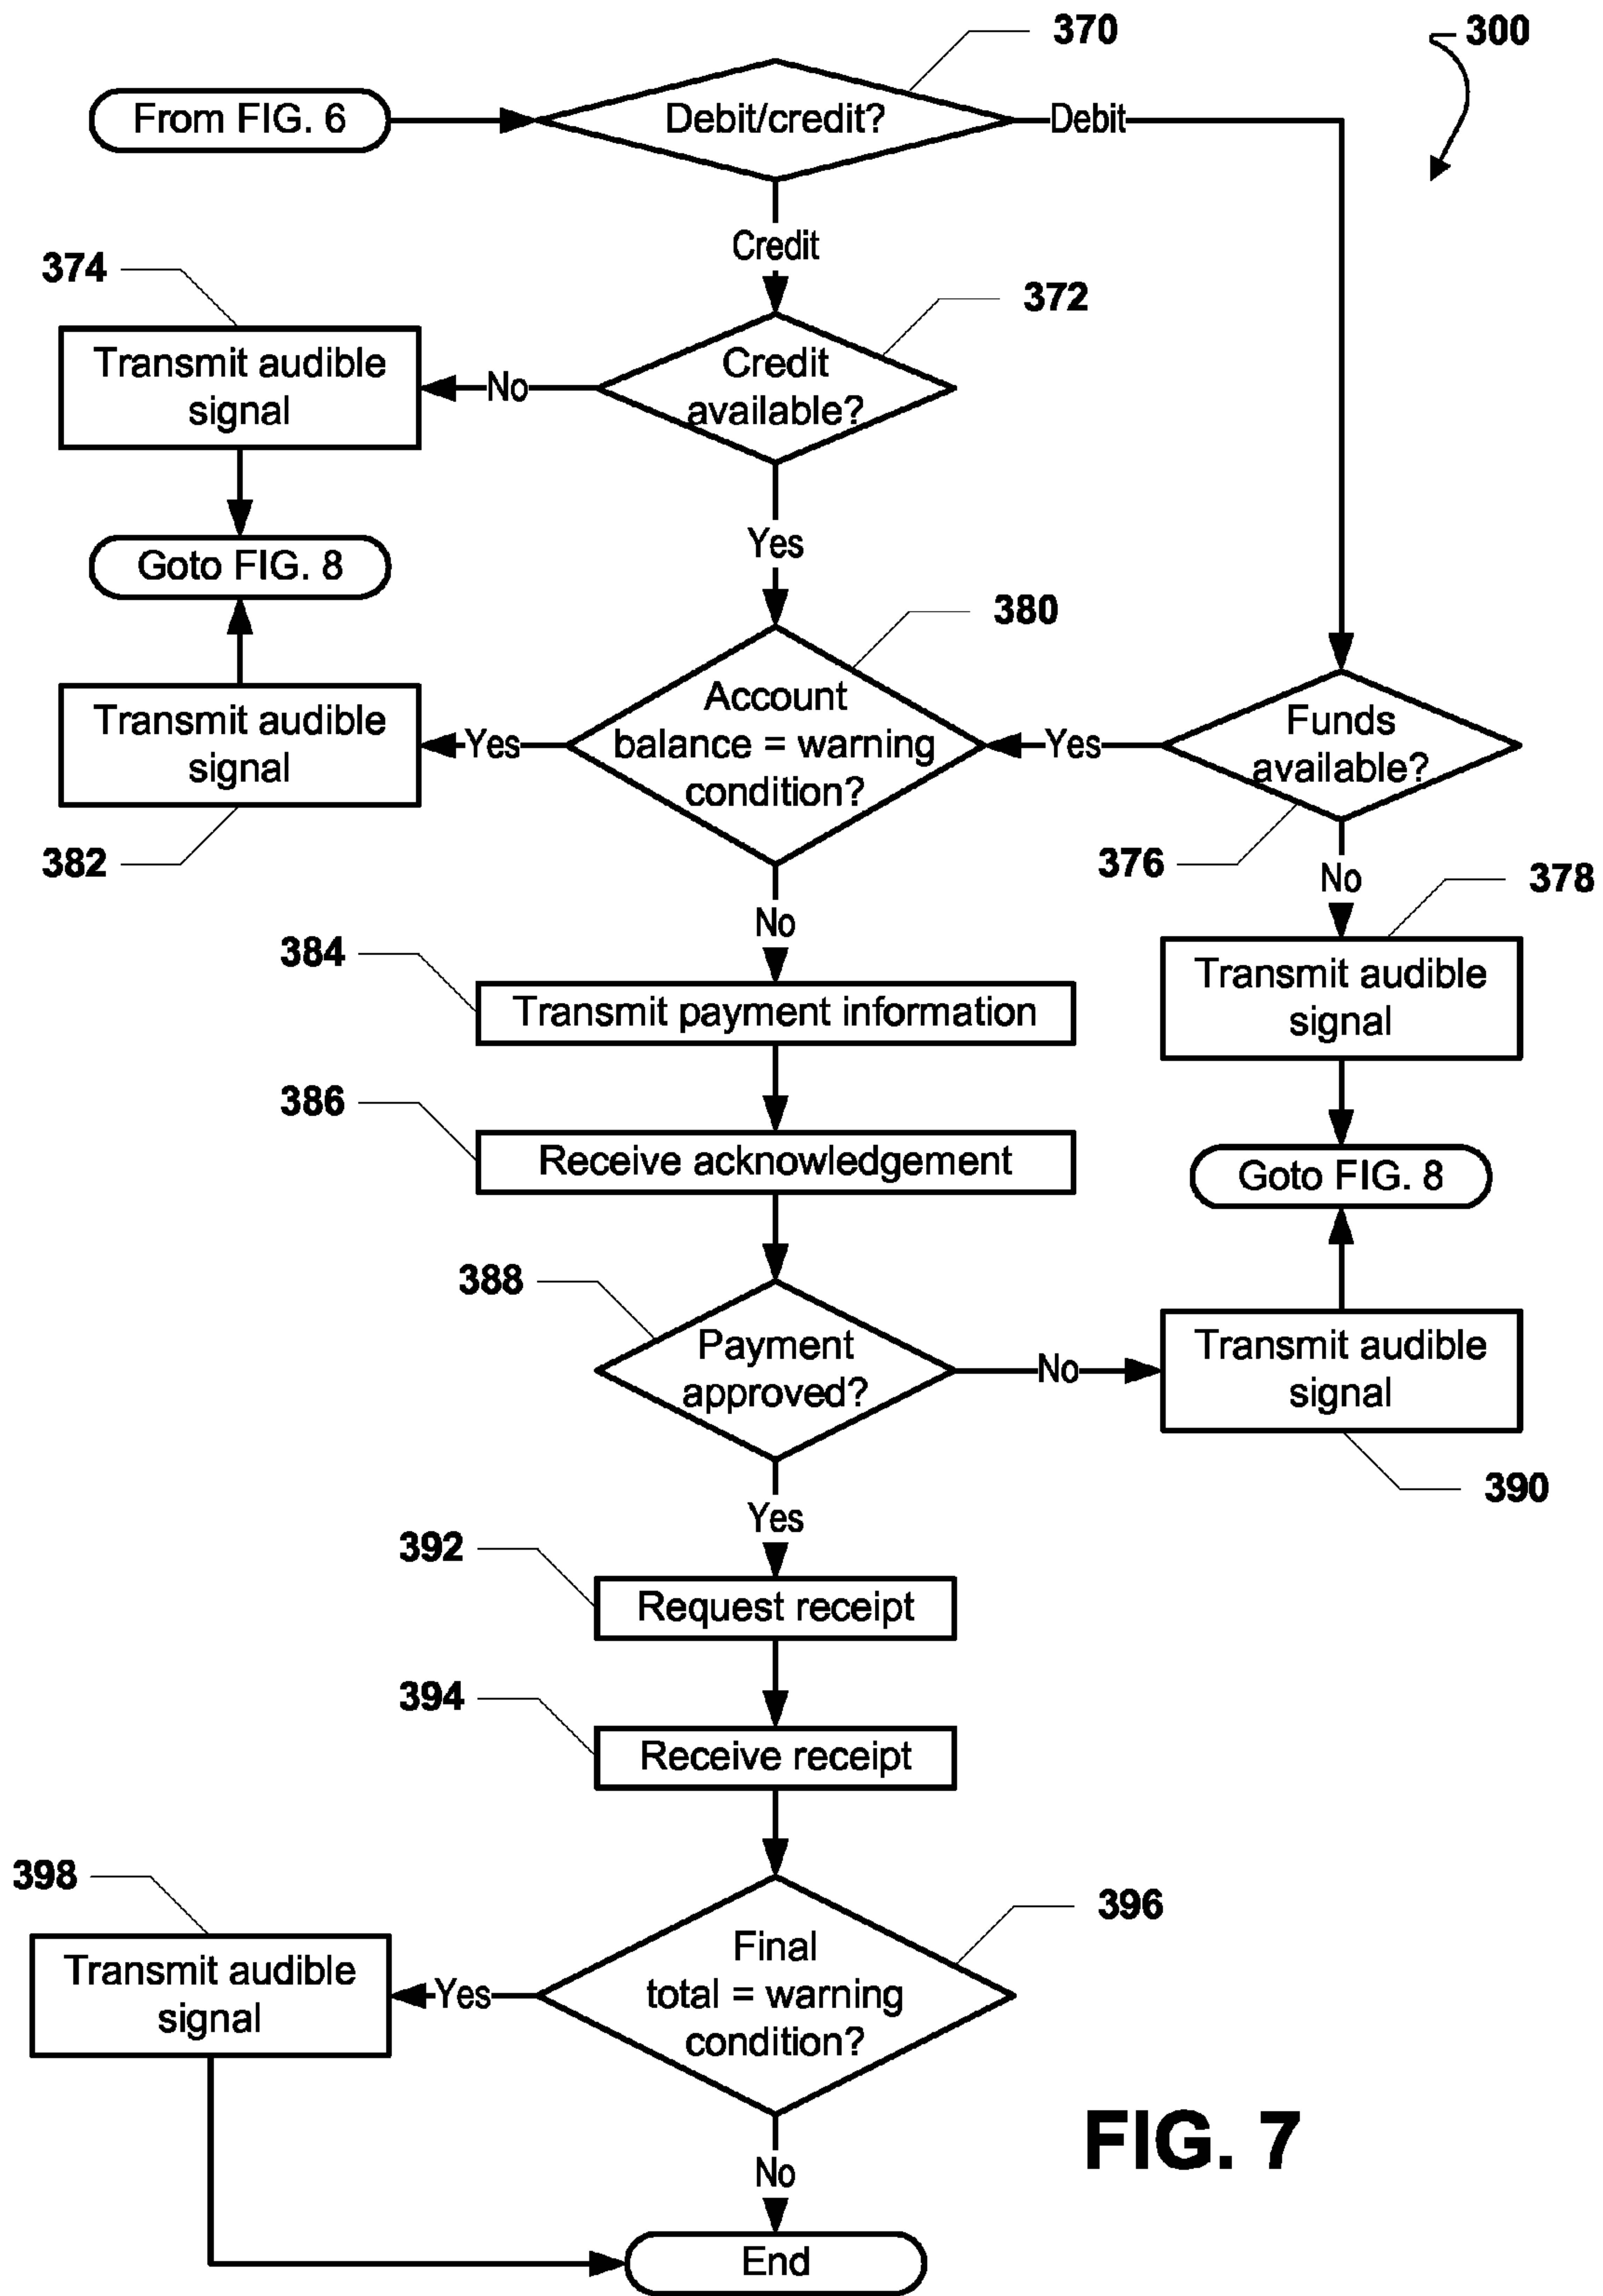 370
300
From FIG. 6
Debit/credit?
Debit
Credit
374
372
Transmit audible
signal
No
Credit
available?
Goto FIG. 8
Yes
380
Transmit audible
signal
Yes
Account
balance = warning
condition?
Yes
Funds
available?
382
376
No
378
No
384
Transmit payment information
Transmit audible
signal
386
Receive acknowledgement
Goto FIG. 8
388
Payment
approved?
No
Transmit audible
signal
390
Yes
392
Request receipt
394
Receive receipt
398
396
Transmit audible
signal
Yes
Final
total = warning
condition?
FIG. 7
No
End